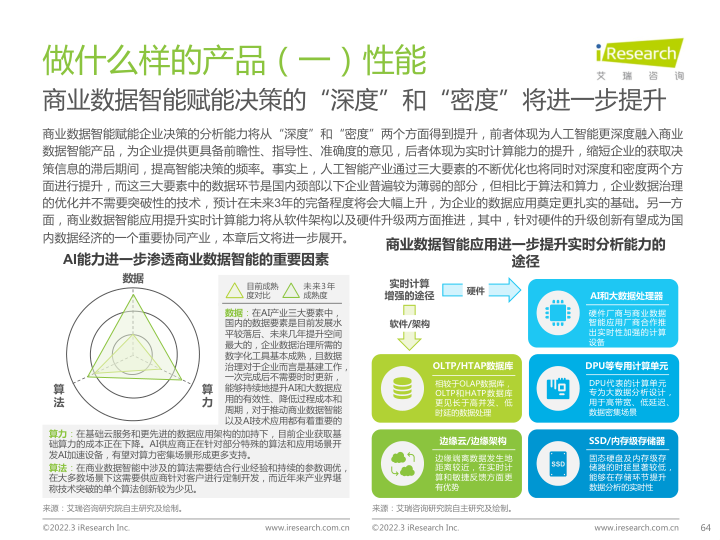 做什么样的产品（一）性能
iResearch
艾 瑞 咨 询
商业数据智能赋能决策的“深度”和“密度”将进一步提升
商业数据智能赋能企业决策的分析能力将从“深度”和“密度”两个方面得到提升，前者体现为人工智能更深度融入商业
数据智能产品，为企业提供更具备前瞻性、指导性、准确度的意见，后者体现为实时计算能力的提升，缩短企业的获取决
策信息的滞后期间，提高智能决策的频率。事实上，人工智能产业通过三大要素的不断优化也将同时对深度和密度两个方
面进行提升，而这三大要素中的数据环节是国内颈部以下企业普遍较为薄弱的部分，但相比于算法和算力，企业数据治理
的优化并不需要突破性的技术，预计在未来3年的完备程度将会大幅上升，为企业的数据应用奠定更扎实的基础。另一方
面，商业数据智能应用提升实时计算能力将从软件架构以及硬件升级两方面推进，其中，针对硬件的升级创新有望成为国
内数据经济的一个重要协同产业，本章后文将进一步展开。
AI能力进一步渗透商业数据智能的重要因素
数据
算法
算力
目前成熟度对比
未来3年成熟度
数据：在AI产业三大要素中，
国内的数据要素是目前发展水
平较落后、未来几年提升空间
最大的，企业数据治理所需的
数字化工具基本成熟，且数据
治理对于企业而言是基建工作，
一次完成后不需要时时更新，
能够持续地提升AI和大数据应
用的有效性、降低过程成本和
周期，对于推动商业数据智能
以及AI技术应用都有着重要的
算力：在基础云服务和更先进的数据应用架构的加持下，目前企业获取基
础算力的成本正在下降。AI供应商正在针对部分特殊的算法和应用场景开
发AI加速设备，有望对算力密集场景形成更多支持。
算法：在商业数据智能中涉及的算法需要结合行业经验和持续的参数调优，
在大多数场景下这需要供应商针对客户进行定制开发，而近年来产业界堪
称技术突破的单个算法创新较为少见。
来源：艾瑞咨询研究院自主研究及绘制。
商业数据智能应用进一步提升实时分析能力的
途径
实时计算
增强的途径
硬件
软件/架构
AI和大数据处理器
硬件厂商与商业数据
智能应用厂商合作推
出实时性加强的计算
设备
OLTP/HTAP数据库
相较于OLAP数据库，
OLTP和HATP数据库
更见长于高并发、低
时延的数据处理
DPU等专用计算单元
DPU代表的计算单元
专为大数据分析设计，
用于高带宽、低延迟、
数据密集场景
边缘云/边缘架构
边缘端离数据发生地
距离较近，在实时计
算和敏捷反馈方面更
有优势
SSD/内存级存储器
SSD
固态硬盘及内存级存
储器的时延显著较低，
能够在存储环节提升
数据分析的实时性
来源：艾瑞咨询研究院自主研究及绘制。
©2022.3 iResearch Inc.
www.iresearch.com.cn
©2022.3 iResearch Inc.
www.iresearch.com.cn
64